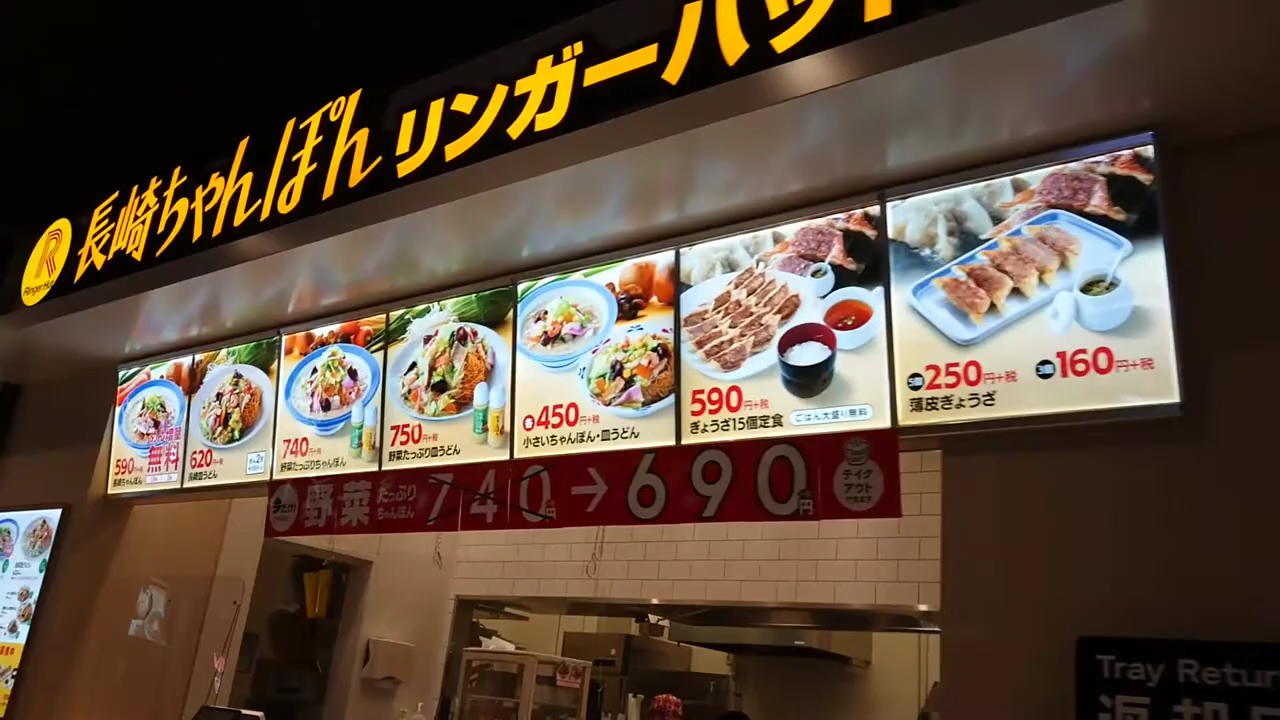 長崎ちゃんぽん リンガーハット
Ringer Hut
590円+税
長崎ちゃんぽん
無料
620円+税
長崎皿うどん
740円+税
野菜たっぷりちゃんぽん
750円+税
野菜たっぷり皿うどん
各450円+税
小さいちゃんぽん・皿うどん
590円+税
ぎょうざ15個定食
ごはん大盛り無料
5個250円+税 3個160円+税
薄皮ぎょうざ
今だけ! 野菜 たっぷり ちゃんぽん 740円→690円
テイクアウト
Tray Retur